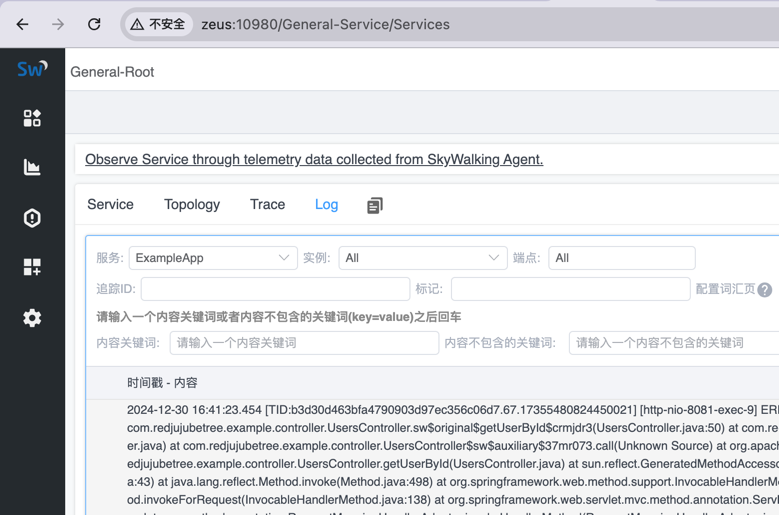 不安全 zeus:10980/General-Service/Services
Sw
General-Root
Observe Service through telemetry data collected from SkyWalking Agent.
Service Topology Trace Log
服务: ExampleApp 实例: All 端点: All
追踪ID: 标记: 配置词汇页 ?
请输入一个内容关键词或者内容不包含的关键词(key=value)之后回车
内容关键词: 请输入一个内容关键词 内容不包含的关键词: 请输入一个内容不包含的关键词
时间戳 - 内容
2024-12-30 16:41:23.454 [TID:b3d30d463bfa4790903d97ec356c06d7.67.17355480824450021] [http-nio-8081-exec-9] ERI
com.redjujubetree.example.controller.UsersController.sw$original$getUserById$crmjdr3(UsersController.java:50) at com.re
er.java) at com.redjujubetree.example.controller.UsersController$sw$auxiliary$37mr073.call(Unknown Source) at org.apac
edjujubetree.example.controller.UsersController.getUserById(UsersController.java) at sun.reflect.GeneratedMethodAccesso
a:43) at java.lang.reflect.Method.invoke(Method.java:498) at org.springframework.web.method.support.InvocableHandlerM
od.invokeForRequest(InvocableHandlerMethod.java:138) at org.springframework.web.servlet.mvc.method.annotation.Serv